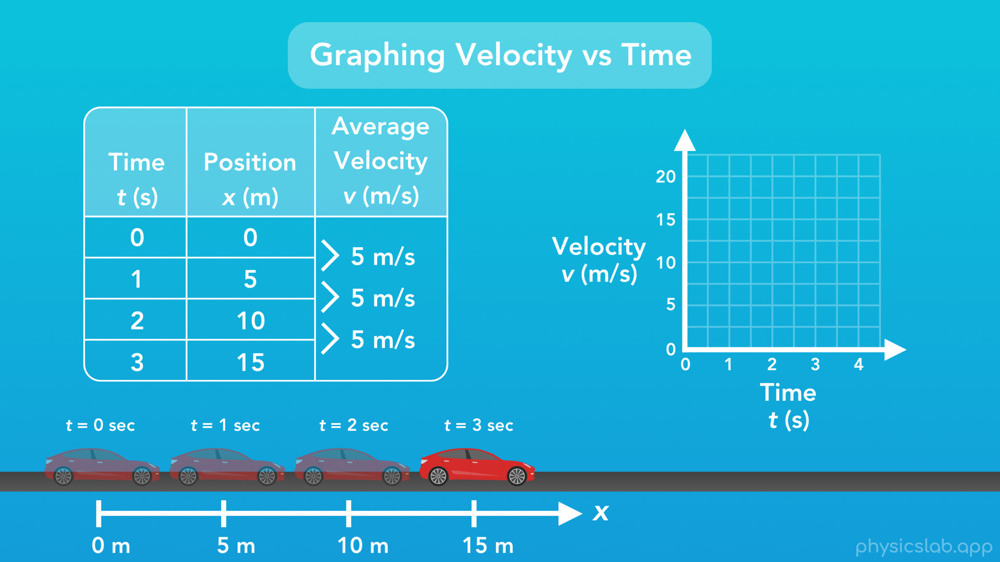 Graphing Velocity vs Time
Time
t (s)
Position
x (m)
Average
Velocity
v (m/s)
0
0
1
5
2
10
3
15
5 m/s
5 m/s
5 m/s
20
15
10
5
0
Velocity
v (m/s)
0 1 2 3 4
Time
t (s)
t = 0 sec
t = 1 sec
t = 2 sec
t = 3 sec
x
0 m
5 m
10 m
15 m
physicslab.app